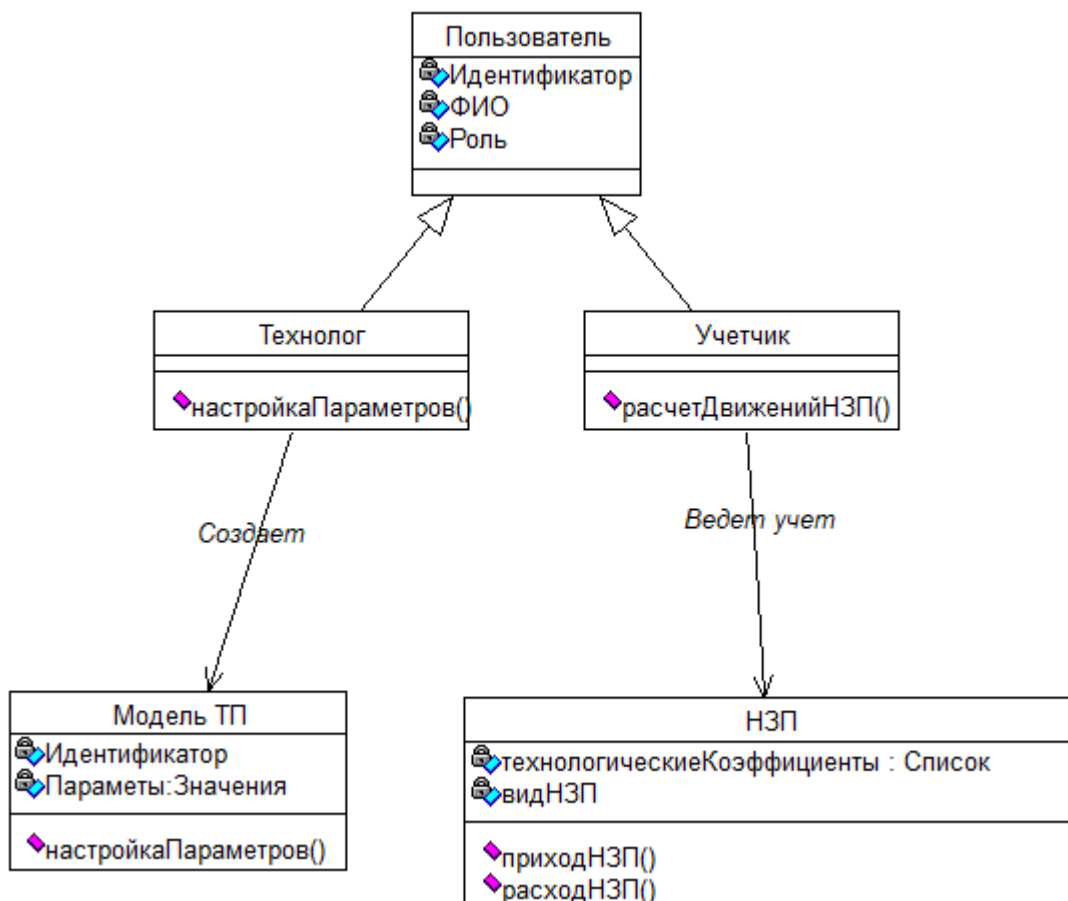 Пользователь
Идентификатор
ФИО
Роль
Технолог
настройкаПараметров()
Учетчик
расчетДвиженийНЗП()
Создает
Ведет учет
Модель ТП
Идентификатор
Параметы:Значения
настройкаПараметров()
НЗП
технологическиеКоэффициенты : Список
видНЗП
приходНЗП()
расходНЗП()